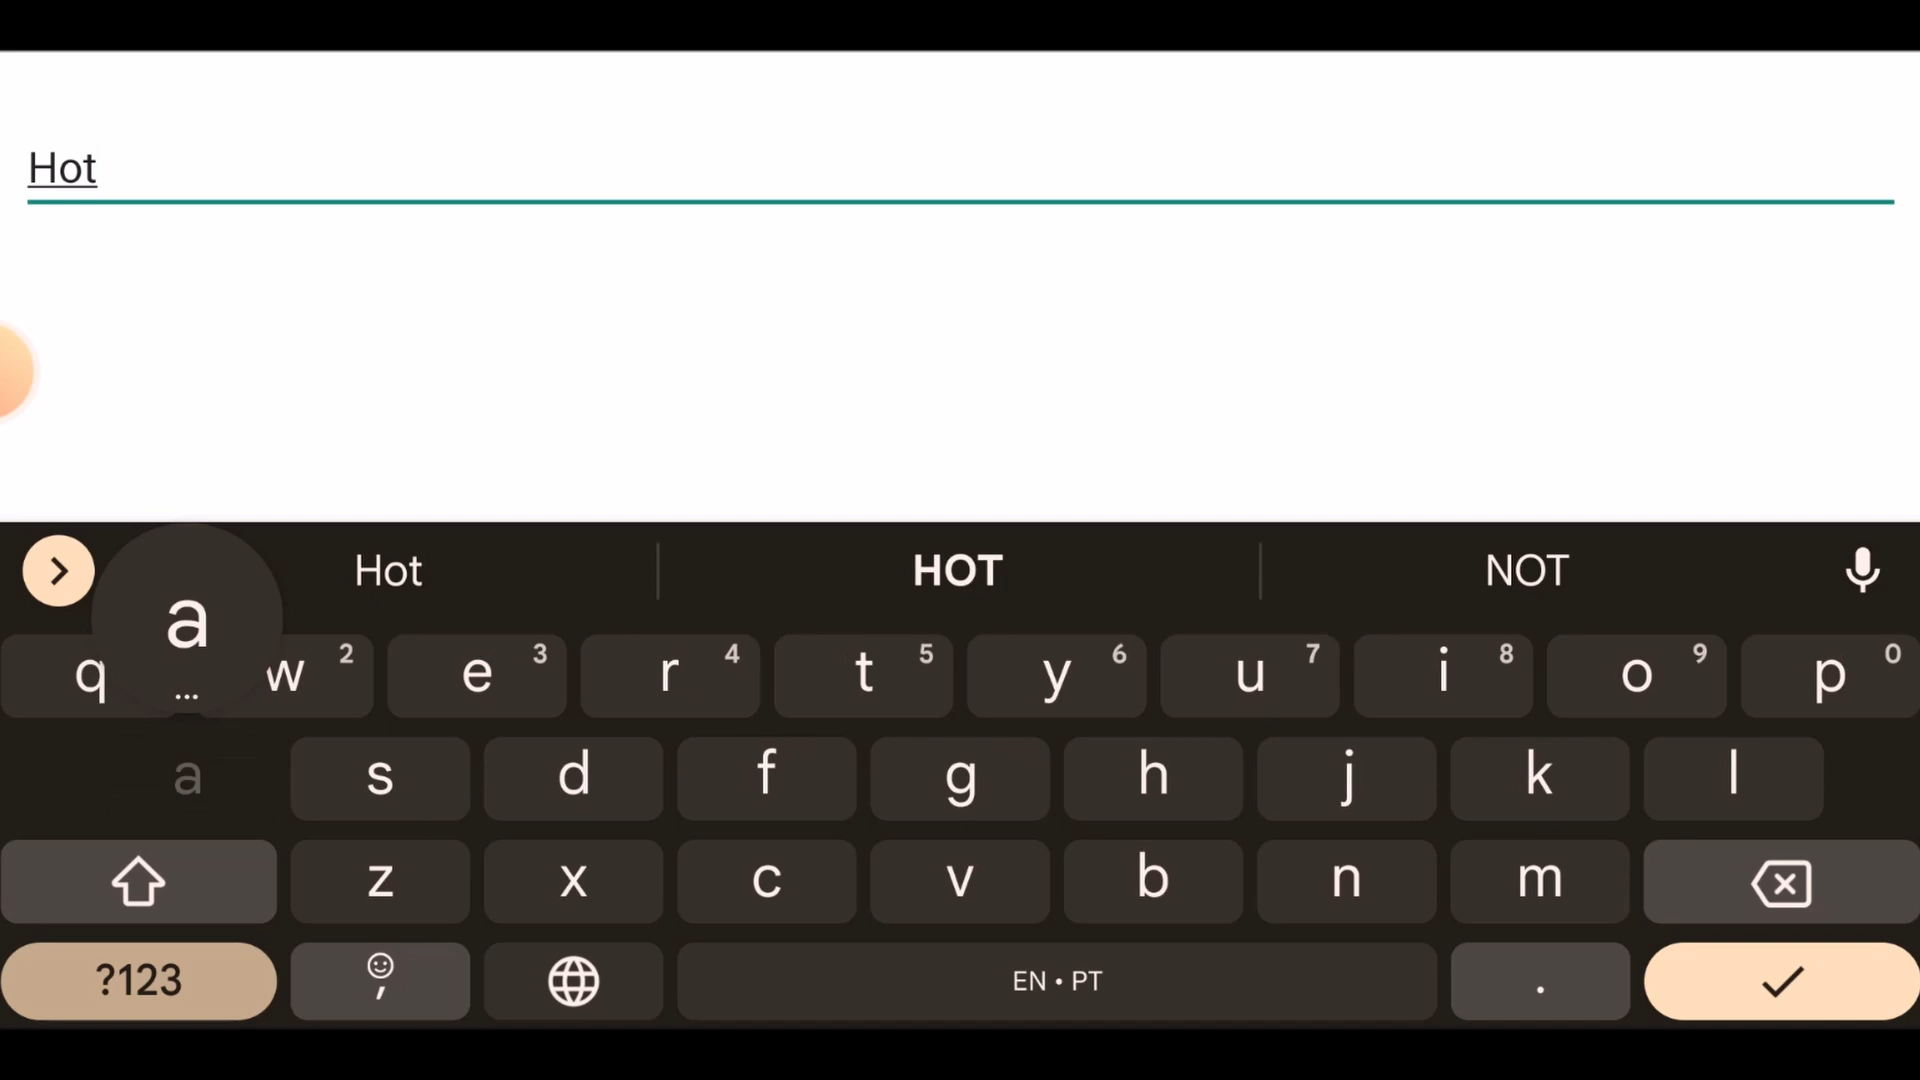 Hot
Hot HOT NOT
a
...
q w 2 e 3 r 4 t 5 y 6 u 7 i 8 o 9 p 0
a s d f g h j k l
z x c v b n m
?123 , EN • PT .